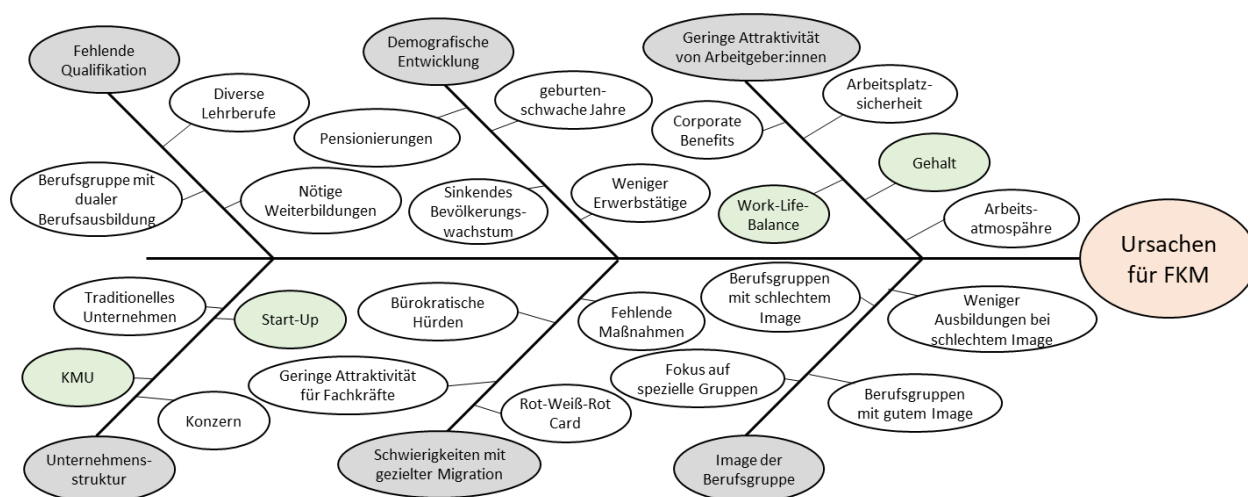 Fehlende
Qualifikation
Demografische
Entwicklung
Geringe Attraktivität
von Arbeitgeber:innen
Diverse
Lehrberufe
geburten-
schwache Jahre
Arbeitsplatz-
sicherheit
Pensionierungen
Corporate
Benefits
Gehalt
Berufsgruppe mit
dualer
Berufsausbildung
Nötige
Weiterbildungen
Sinkendes
Bevölkerungs-
wachstum
Weniger
Erwerbstätige
Work-Life-
Balance
Arbeits-
atmospähre
Ursachen
für FKM
Traditionelles
Unternehmen
Start-Up
Bürokratische
Hürden
Fehlende
Maßnahmen
Berufsgruppen
mit schlechtem
Image
Weniger
Ausbildungen bei
schlechtem Image
KMU
Geringe Attraktivität
für Fachkräfte
Fokus auf
spezielle Gruppen
Konzern
Rot-Weiß-Rot
Card
Berufsgruppen
mit gutem Image
Unternehmens-
struktur
Schwierigkeiten mit
gezielter Migration
Image der
Berufsgruppe